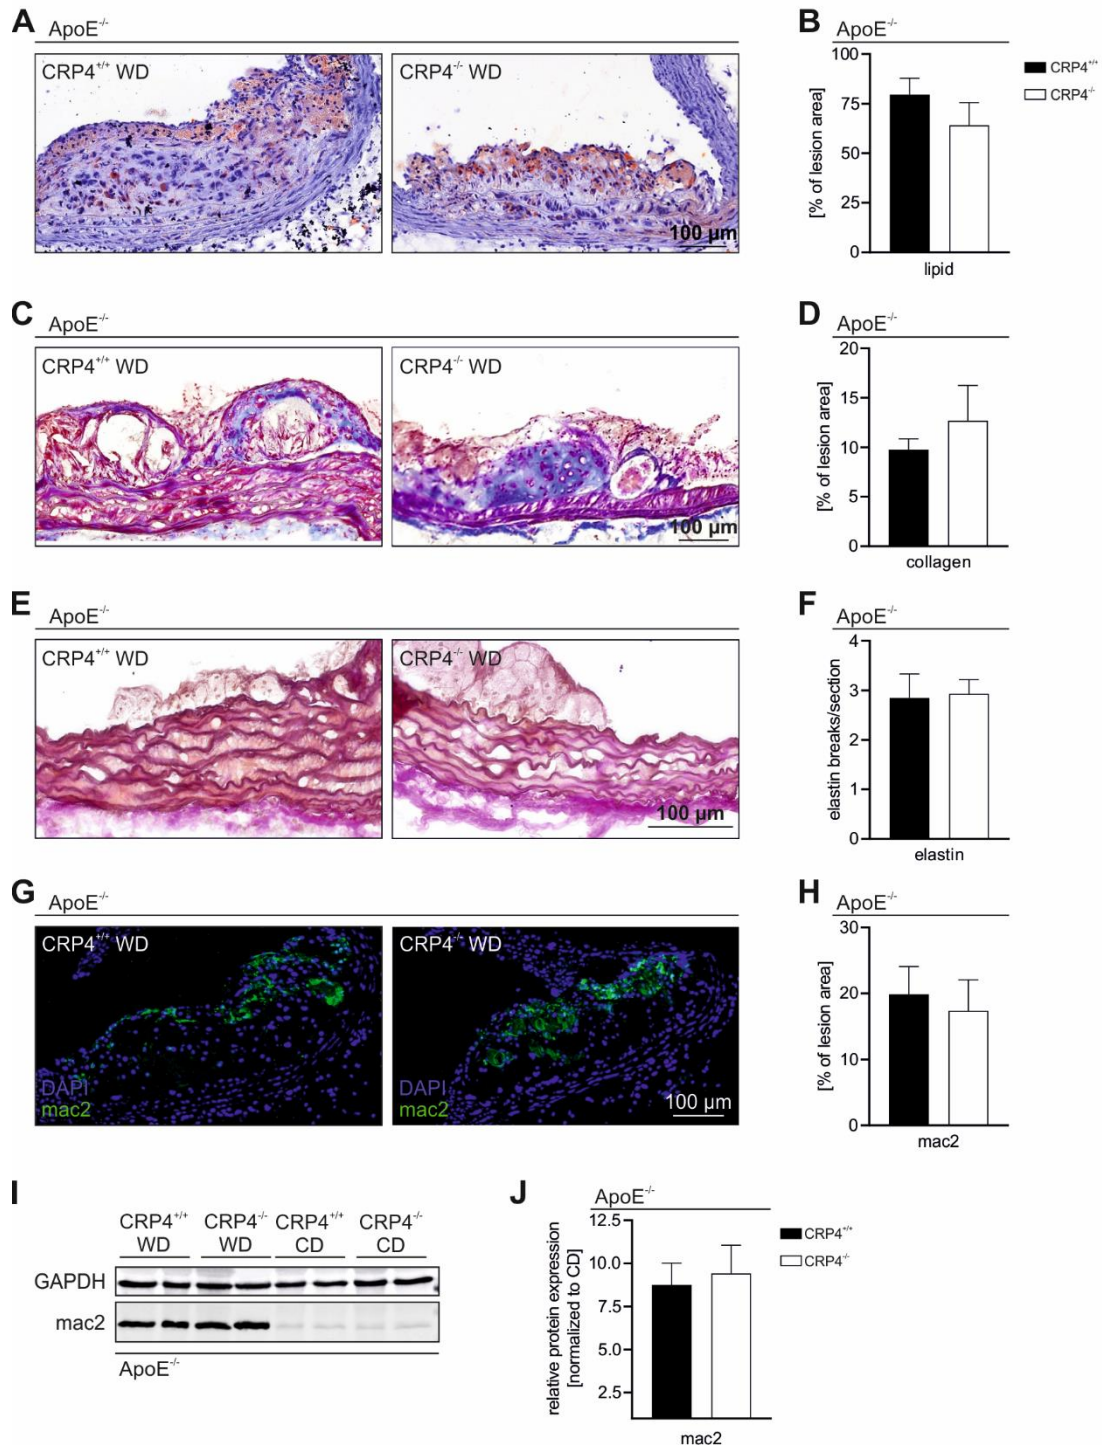 A
ApoE⁻/⁻
CRP4⁺/⁺ WD
CRP4⁻/⁻ WD
100 µm
B
ApoE⁻/⁻
[% of lesion area]
100
75
50
25
0
lipid
CRP4⁺/⁺
CRP4⁻/⁻
C
ApoE⁻/⁻
CRP4⁺/⁺ WD
CRP4⁻/⁻ WD
100 µm
D
ApoE⁻/⁻
[% of lesion area]
20
15
10
5
0
collagen
E
ApoE⁻/⁻
CRP4⁺/⁺ WD
CRP4⁻/⁻ WD
100 µm
F
ApoE⁻/⁻
elastin breaks/section
4
3
2
1
0
elastin
G
ApoE⁻/⁻
CRP4⁺/⁺ WD
DAPI
mac2
CRP4⁻/⁻ WD
DAPI
mac2
100 µm
H
ApoE⁻/⁻
[% of lesion area]
30
20
10
0
mac2
I
CRP4⁺/⁺ WD
CRP4⁻/⁻ WD
CRP4⁺/⁺ CD
CRP4⁻/⁻ CD
GAPDH
mac2
ApoE⁻/⁻
J
ApoE⁻/⁻
relative protein expression
[normalized to CD]
12.5
10.0
7.5
5.0
2.5
mac2
CRP4⁺/⁺
CRP4⁻/⁻